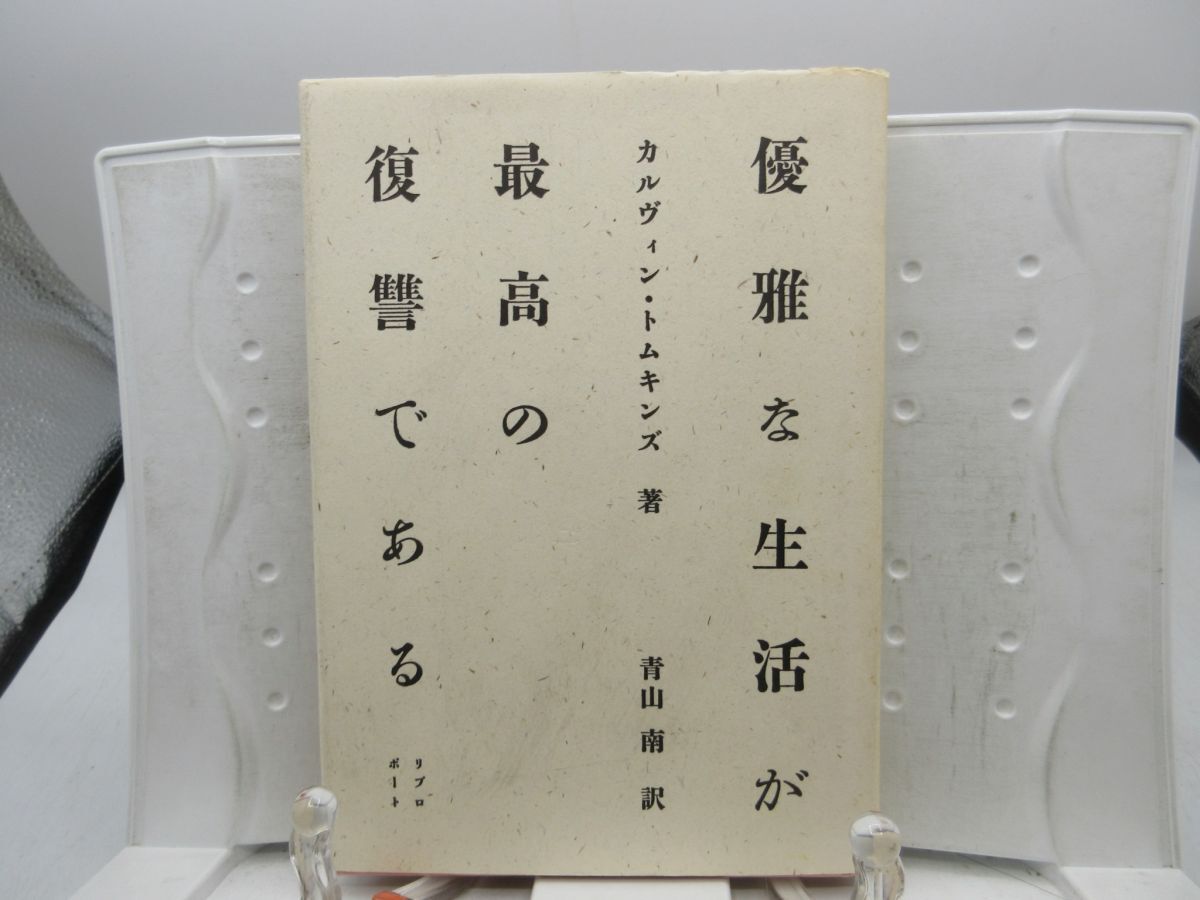 優雅な生活が
カルヴィン・トムキンズ 著
青山 南 訳
最高の
復讐である
リブロ
ポート